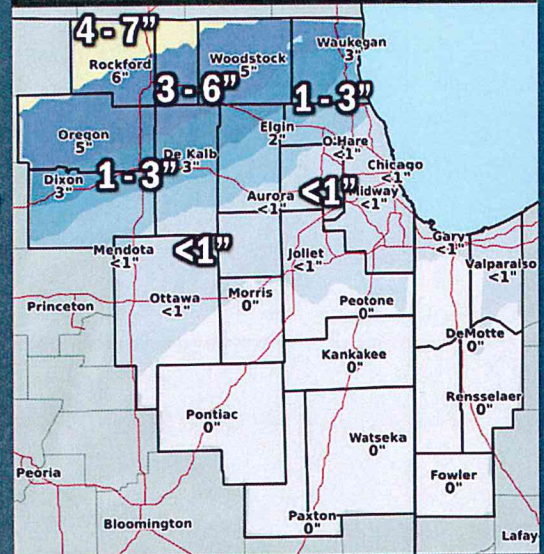 4 - 7”
Waukegan
3"
Woodstock
5"
Rockford
6"
3 - 6”
1 - 3”
Elgin
2"
Oregon
5"
O'Hare
<1"
De Kalb
3"
Chicago
<1"
Dixon
3"
1 - 3”
<1”
Midway
<1"
Aurora
<1"
Gary
<1"
Mendota
<1"
<1”
Joliet
<1"
Valparaiso
<1"
Morris
0"
Ottawa
<1"
Peotone
0"
Princeton
DeMotte
0"
Kankakee
0"
Rensselaer
0"
Pontiac
0"
Watseka
0"
Peoria
Fowler
0"
Paxton
0"
Bloomington
Lafay